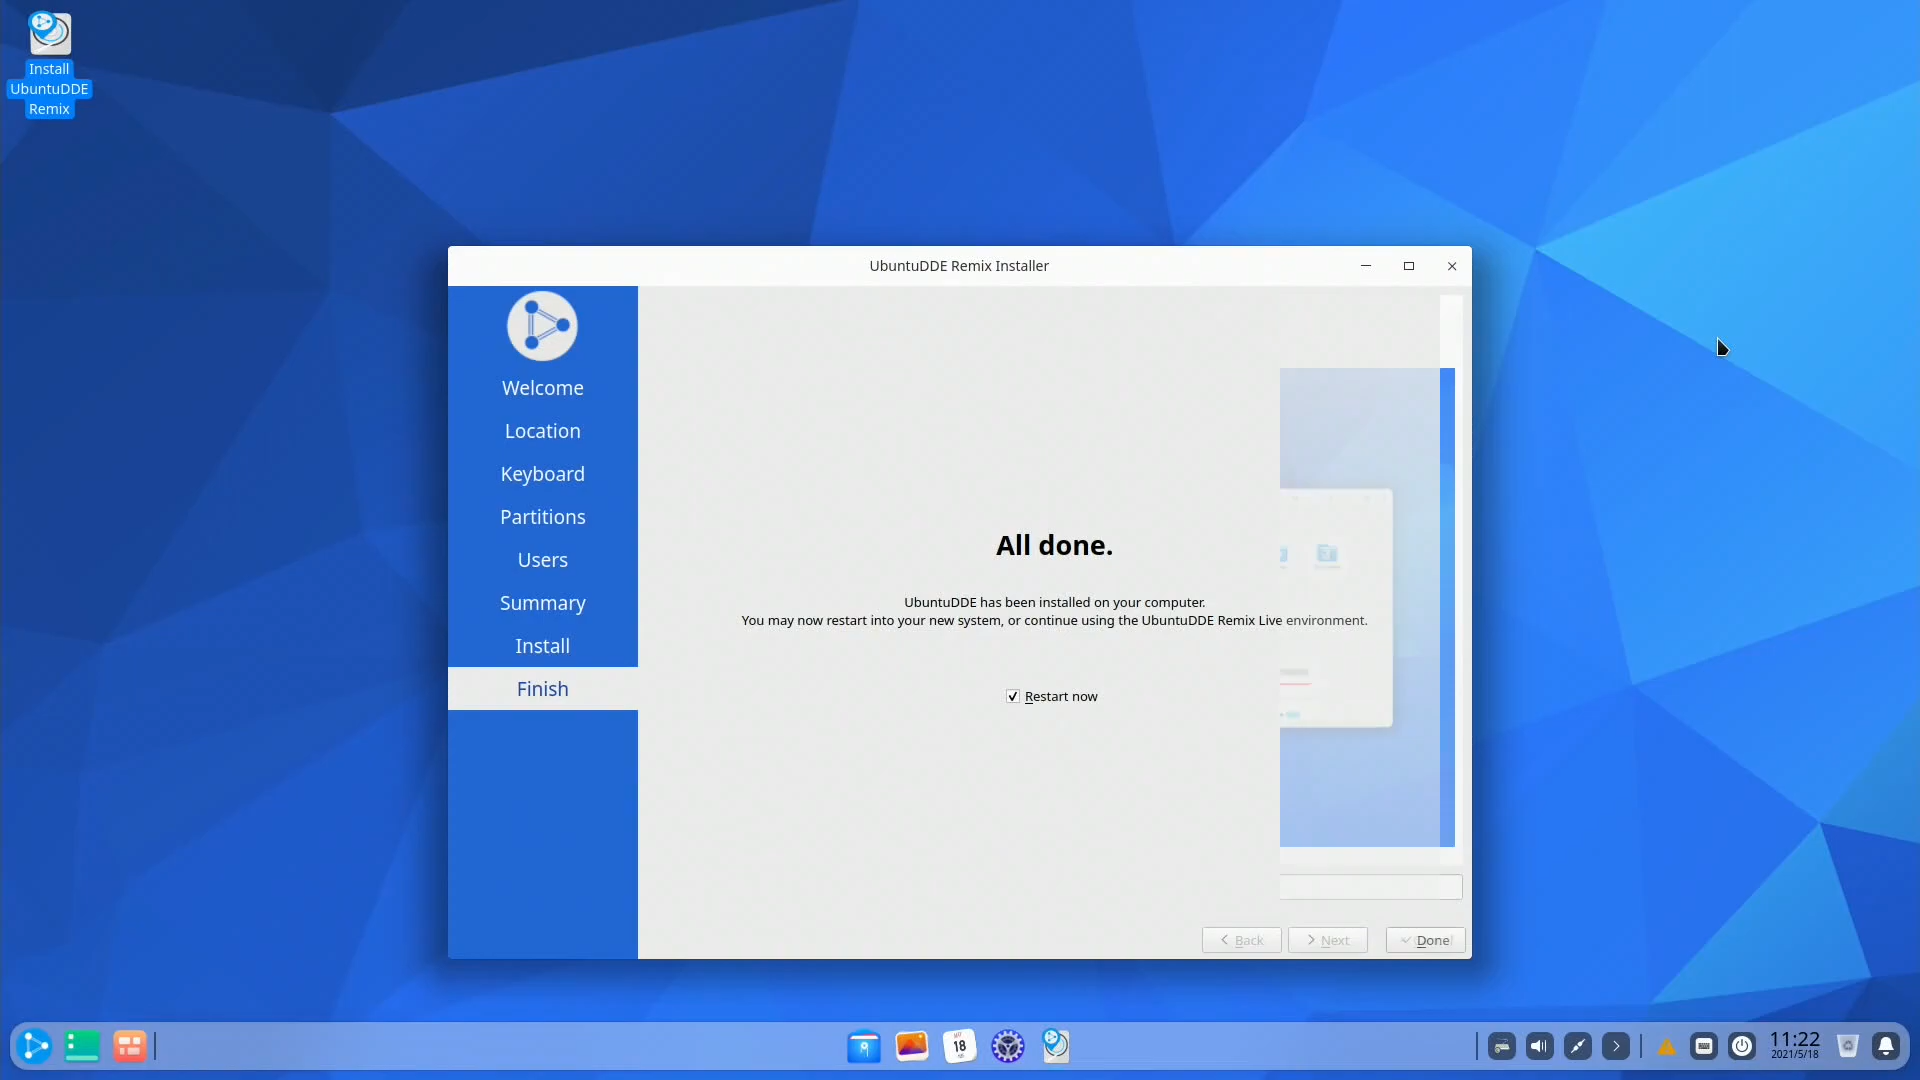 Install
UbuntuDDE
Remix
UbuntuDDE Remix Installer
Welcome
Location
Keyboard
Partitions
Users
Summary
Install
Finish
All done.
UbuntuDDE has been installed on your computer.
You may now restart into your new system, or continue using the UbuntuDDE Remix Live environment.
Restart now
Back
Next
Done
18
11:22
2021/5/18